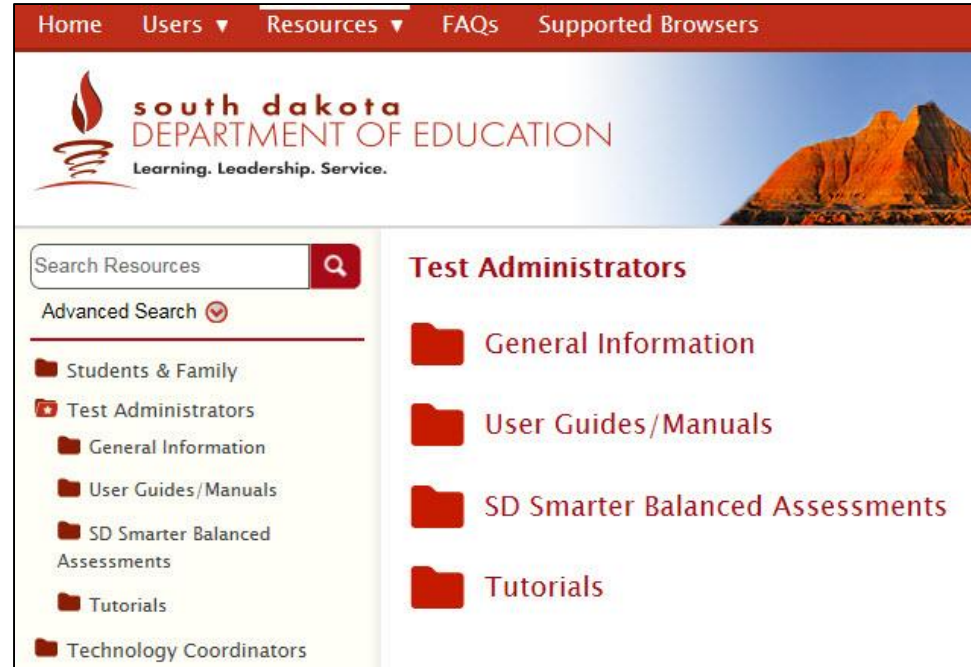 Home Users ▼ Resources ▼ FAQs Supported Browsers
south dakota
DEPARTMENT OF EDUCATION
Learning. Leadership. Service.
Search Resources
Advanced Search
Students & Family
Test Administrators
General Information
User Guides/Manuals
SD Smarter Balanced
Assessments
Tutorials
Technology Coordinators
Test Administrators
General Information
User Guides/Manuals
SD Smarter Balanced Assessments
Tutorials